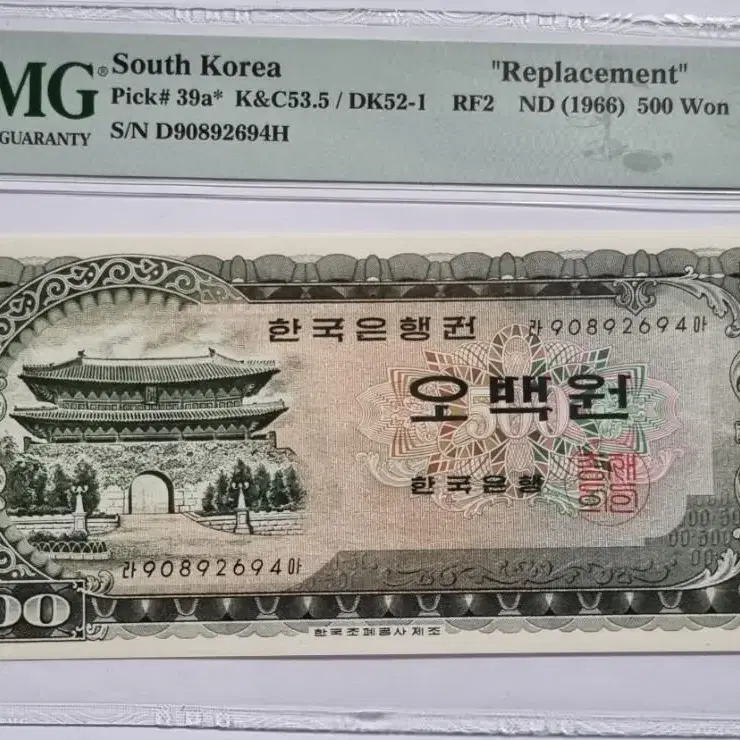 MG® South Korea "Replacement"
Pick# 39a* K&C53.5 / DK52-1 RF2 ND (1966) 500 Won
GUARANTY S/N D90892694H
한국은행권 라90892694아
오백원
500
한국은행
라90892694아
00
한국조폐공사제조